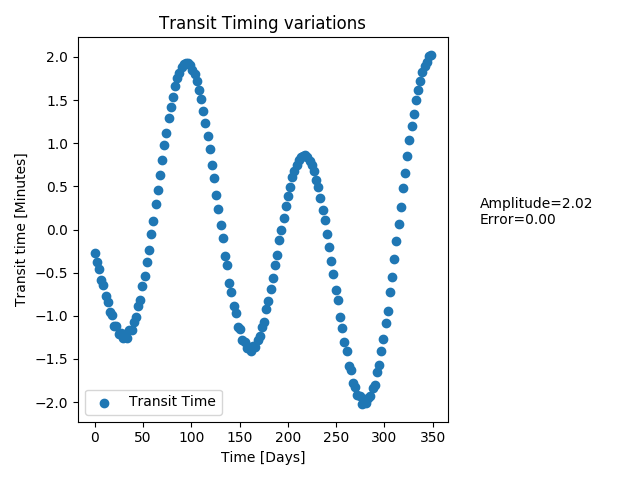 Transit Timing variations
Transit time [Minutes]
2.0
1.5
1.0
0.5
0.0
−0.5
−1.0
−1.5
−2.0
Transit Time
0
50
100
150
200
250
300
350
Time [Days]
Amplitude=2.02
Error=0.00